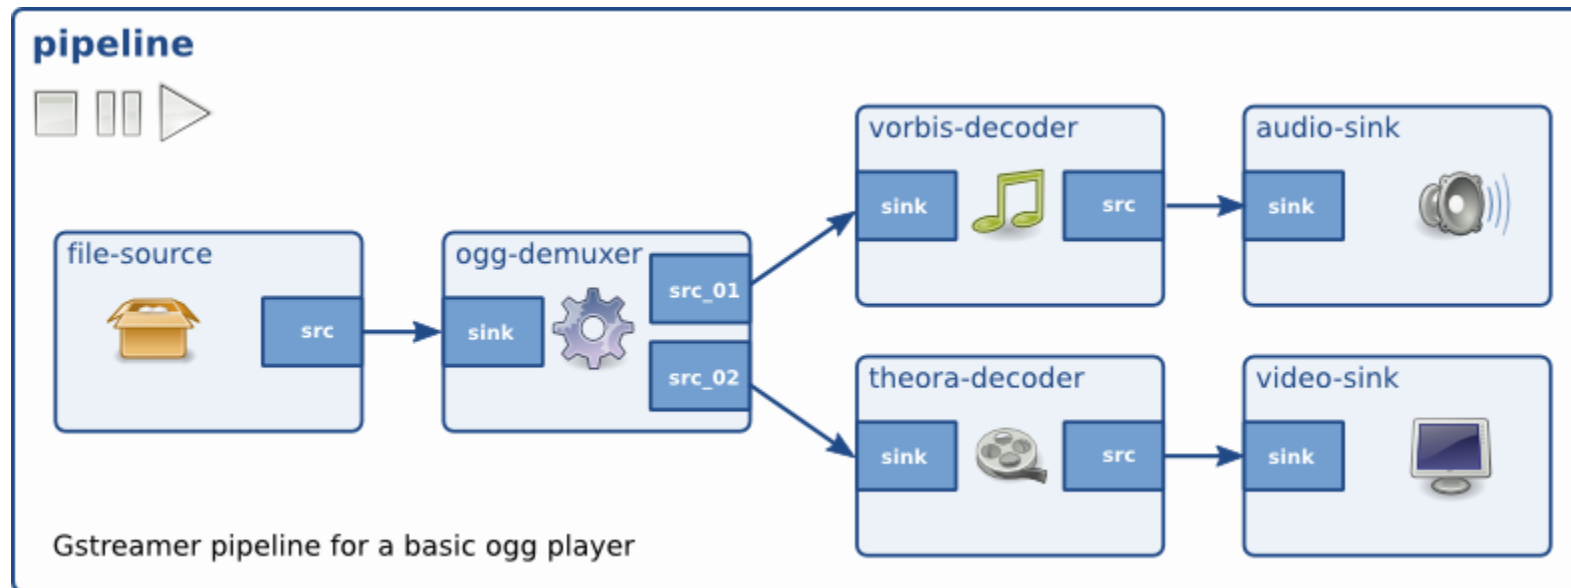 pipeline
file-source
src
ogg-demuxer
sink
src_01
src_02
vorbis-decoder
sink
src
audio-sink
sink
theora-decoder
sink
src
video-sink
sink
Gstreamer pipeline for a basic ogg player